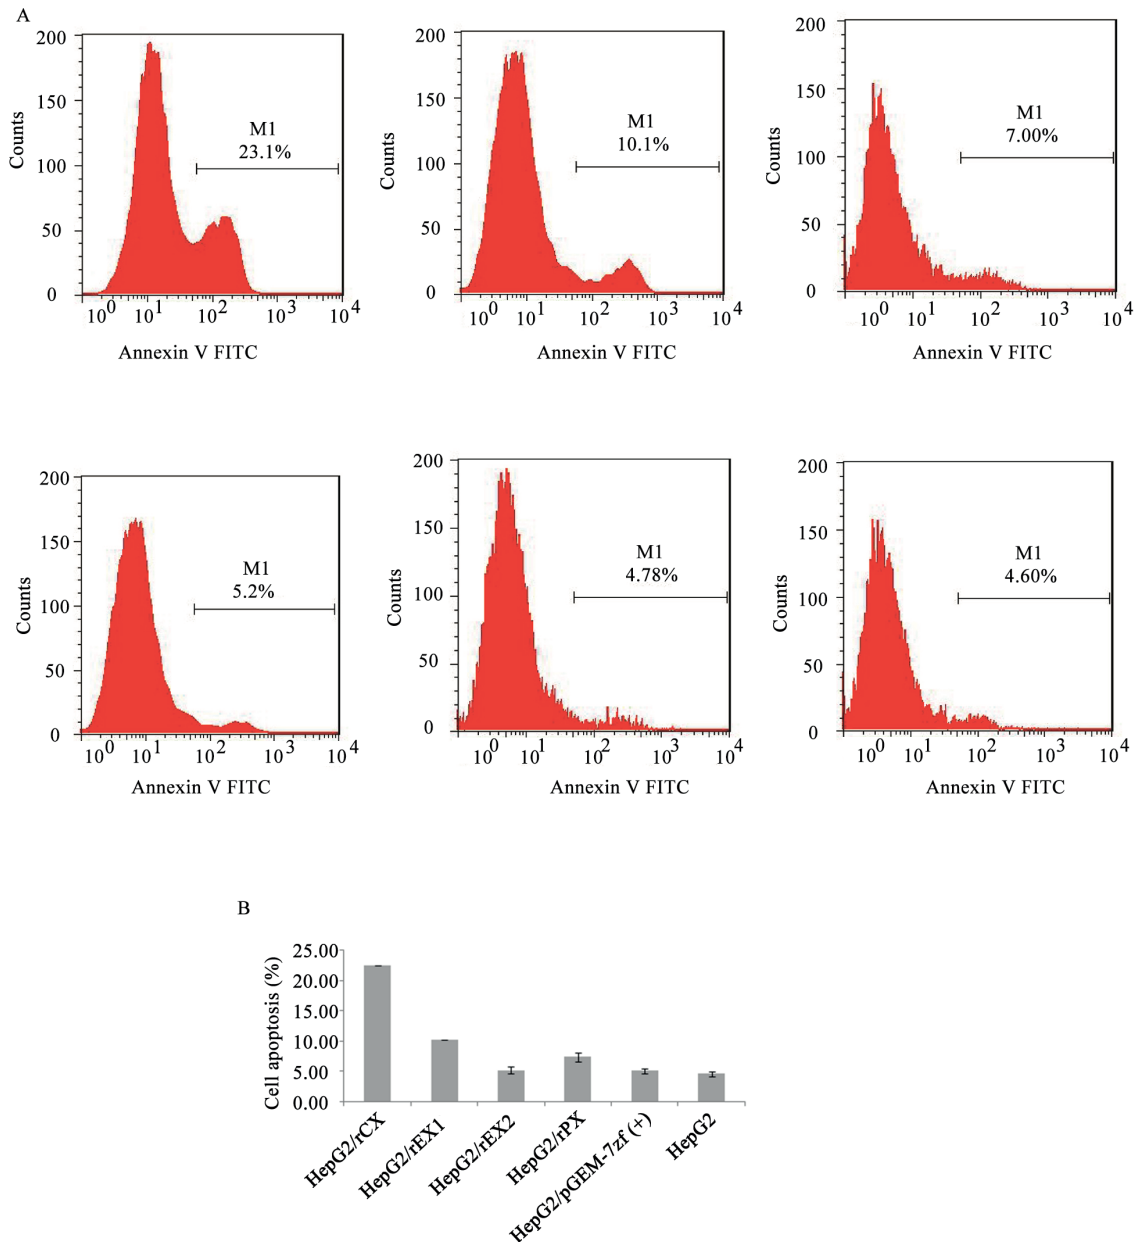 A
200
150
100
50
0
Counts
M1
23.1%
10^0 10^1 10^2 10^3 10^4
Annexin V FITC
200
150
100
50
0
Counts
M1
10.1%
10^0 10^1 10^2 10^3 10^4
Annexin V FITC
200
150
100
50
0
Counts
M1
7.00%
10^0 10^1 10^2 10^3 10^4
Annexin V FITC
200
150
100
50
0
Counts
M1
5.2%
10^0 10^1 10^2 10^3 10^4
Annexin V FITC
200
150
100
50
0
Counts
M1
4.78%
10^0 10^1 10^2 10^3 10^4
Annexin V FITC
200
150
100
50
0
Counts
M1
4.60%
10^0 10^1 10^2 10^3 10^4
Annexin V FITC
B
Cell apoptosis (%)
25.00
20.00
15.00
10.00
5.00
0.00
HepG2/rCX
HepG2/rEX1
HepG2/rEX2
HepG2/rPX
HepG2/pGEM-7zf (+)
HepG2